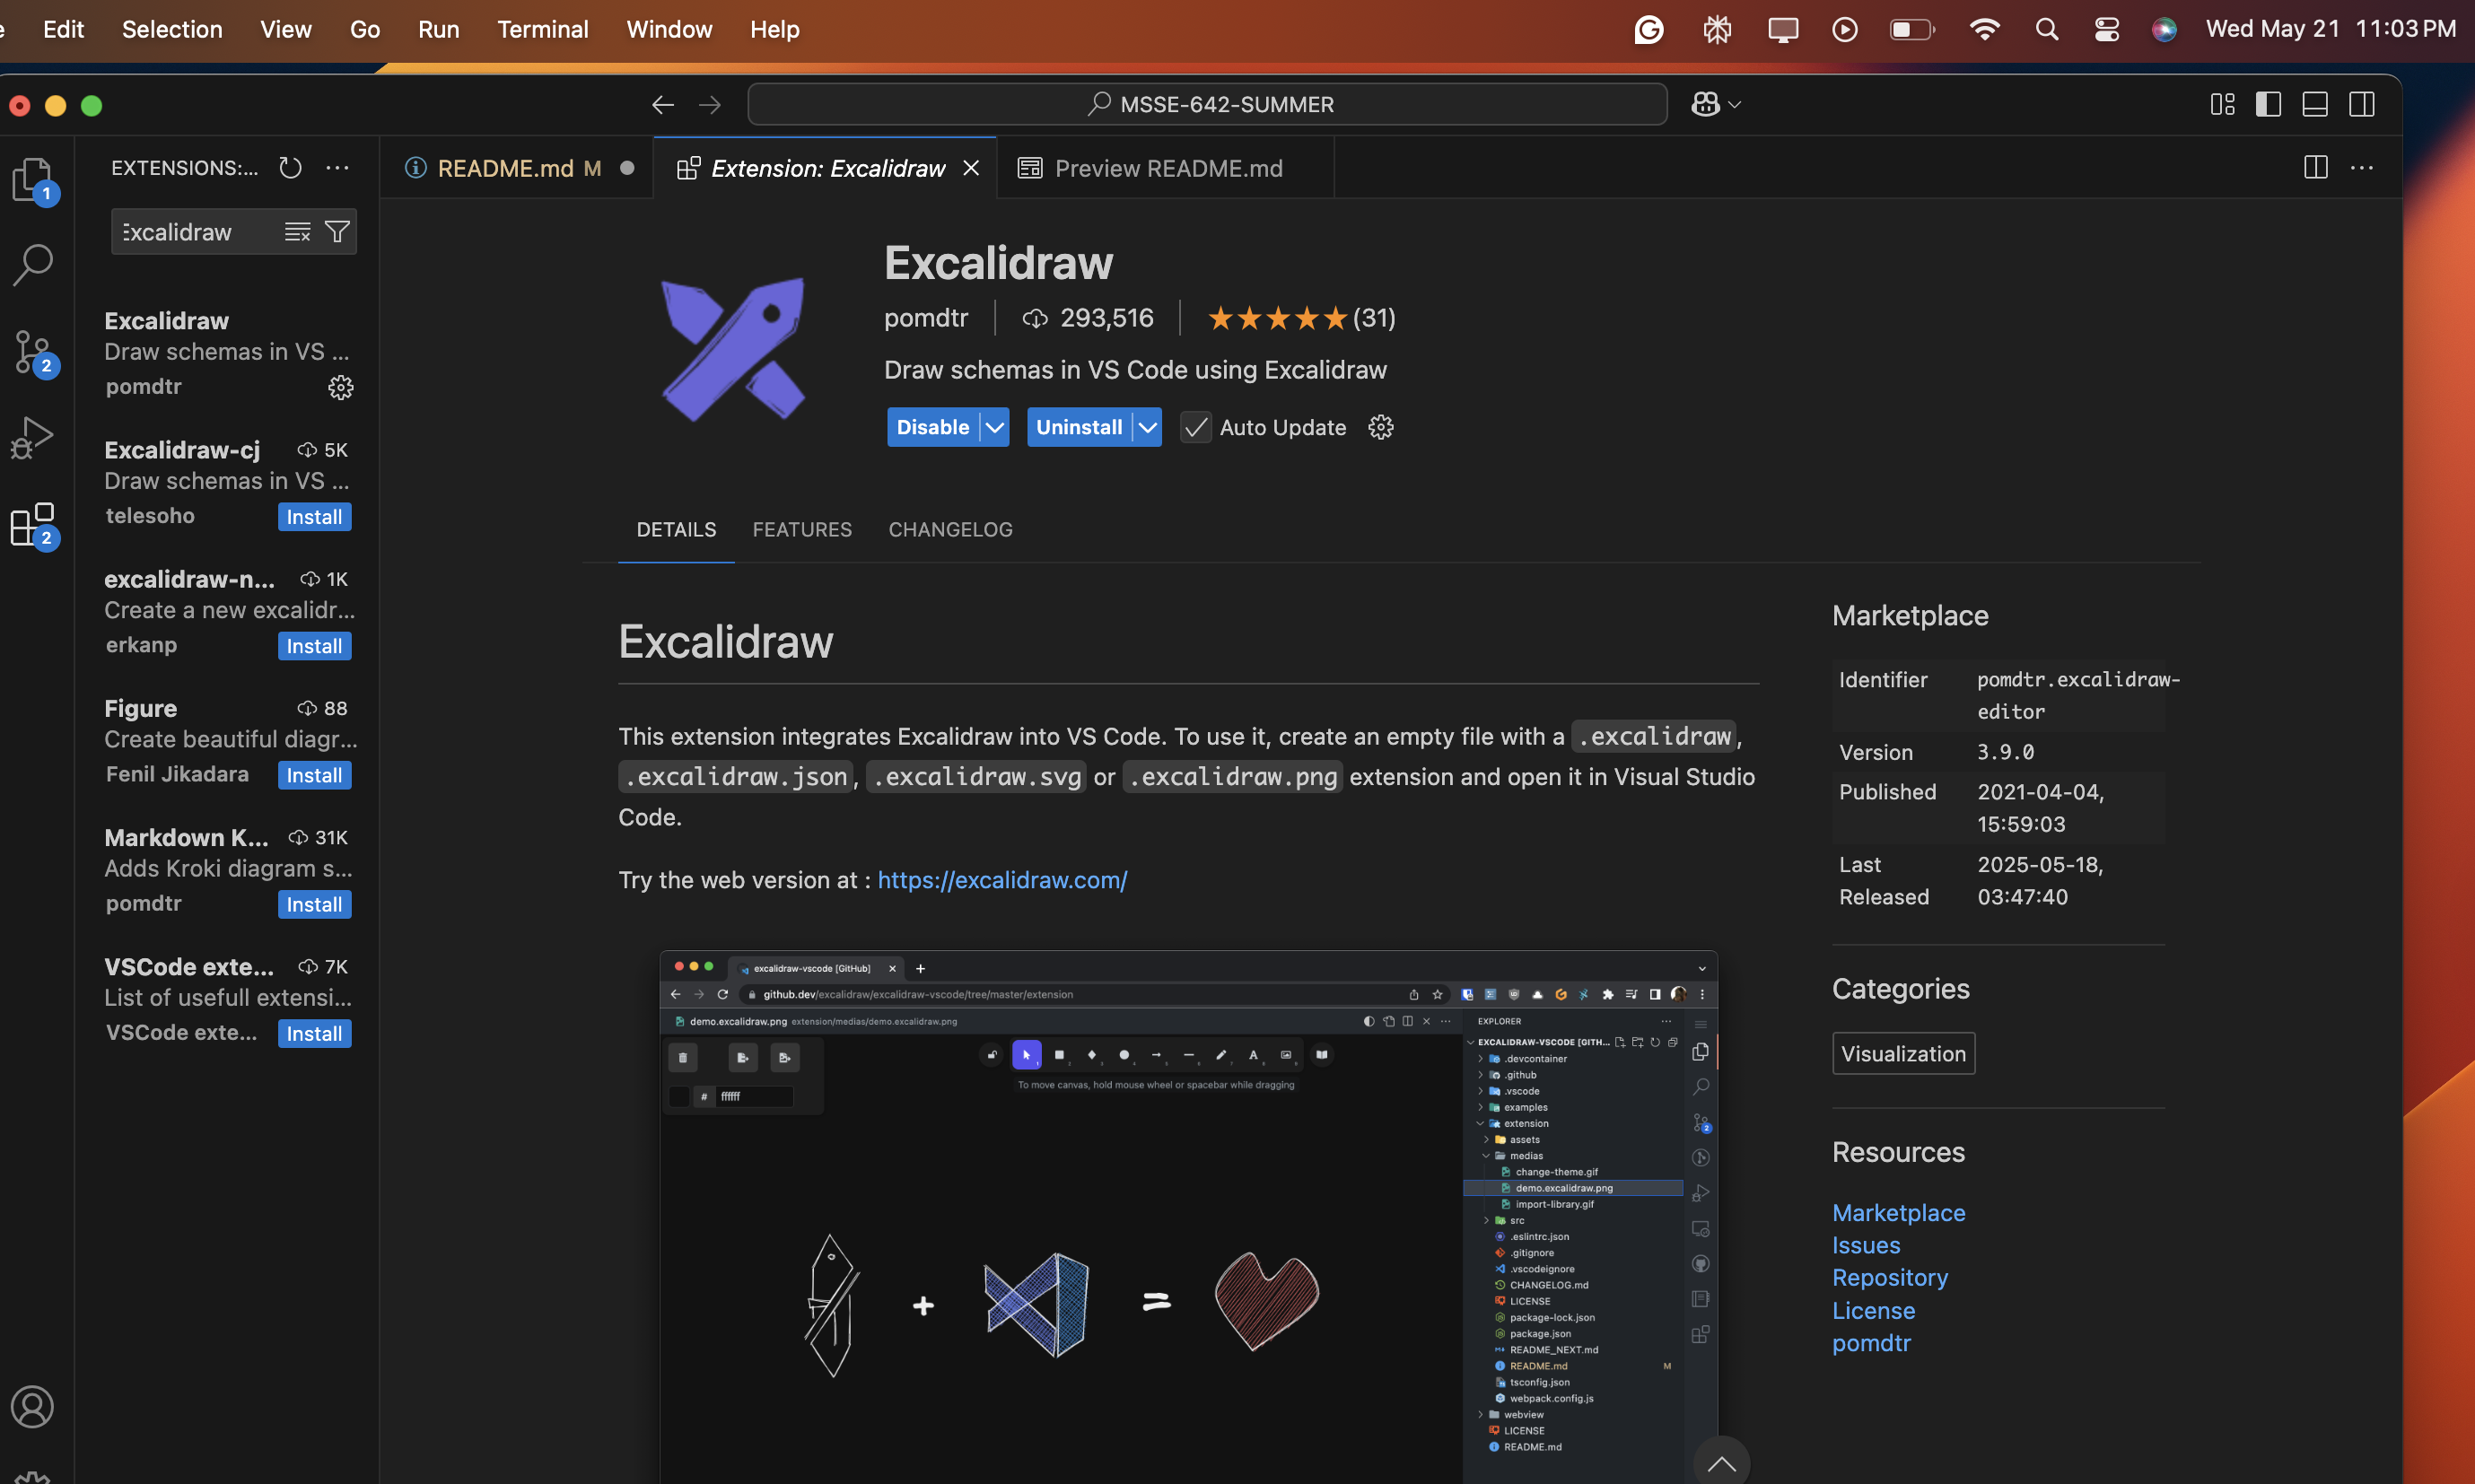 e Edit Selection View Go Run Terminal Window Help Wed May 21 11:03 PM
MSSE-642-SUMMER
EXTENSIONS:...
README.md M
Extension: Excalidraw
Preview README.md
Excalidraw
1
2
2
Excalidraw
Draw schemas in VS ...
pomdtr
Excalidraw-cj 5K
Draw schemas in VS ...
telesoho Install
excalidraw-n... 1K
Create a new excalidr...
erkanp Install
Figure 88
Create beautiful diagr...
Fenil Jikadara Install
Markdown K... 31K
Adds Kroki diagram s...
pomdtr Install
VSCode exte... 7K
List of usefull extensi...
VSCode exte... Install
Excalidraw
pomdtr 293,516 ★★★★★(31)
Draw schemas in VS Code using Excalidraw
Disable Uninstall Auto Update
DETAILS FEATURES CHANGELOG
Excalidraw
This extension integrates Excalidraw into VS Code. To use it, create an empty file with a .excalidraw,
.excalidraw.json, .excalidraw.svg or .excalidraw.png extension and open it in Visual Studio
Code.
Try the web version at : https://excalidraw.com/
excalidraw-vscode [GitHub]
github.dev/excalidraw/excalidraw-vscode/tree/master/extension
demo.excalidraw.png extension/medias/demo.excalidraw.png
To move canvas, hold mouse wheel or spacebar while dragging
# ffffff
+ =
EXPLORER
EXCALIDRAW-VSCODE [GITH...
.devcontainer
.github
.vscode
examples
extension
assets
medias
change-theme.gif
demo.excalidraw.png
import-library.gif
src
.eslintrc.json
.gitignore
.vscodeignore
CHANGELOG.md
LICENSE
package-lock.json
package.json
README_NEXT.md
README.md M
tsconfig.json
webpack.config.js
webview
LICENSE
README.md
Marketplace
Identifier pomdtr.excalidraw-
editor
Version 3.9.0
Published 2021-04-04,
15:59:03
Last 2025-05-18,
Released 03:47:40
Categories
Visualization
Resources
Marketplace
Issues
Repository
License
pomdtr